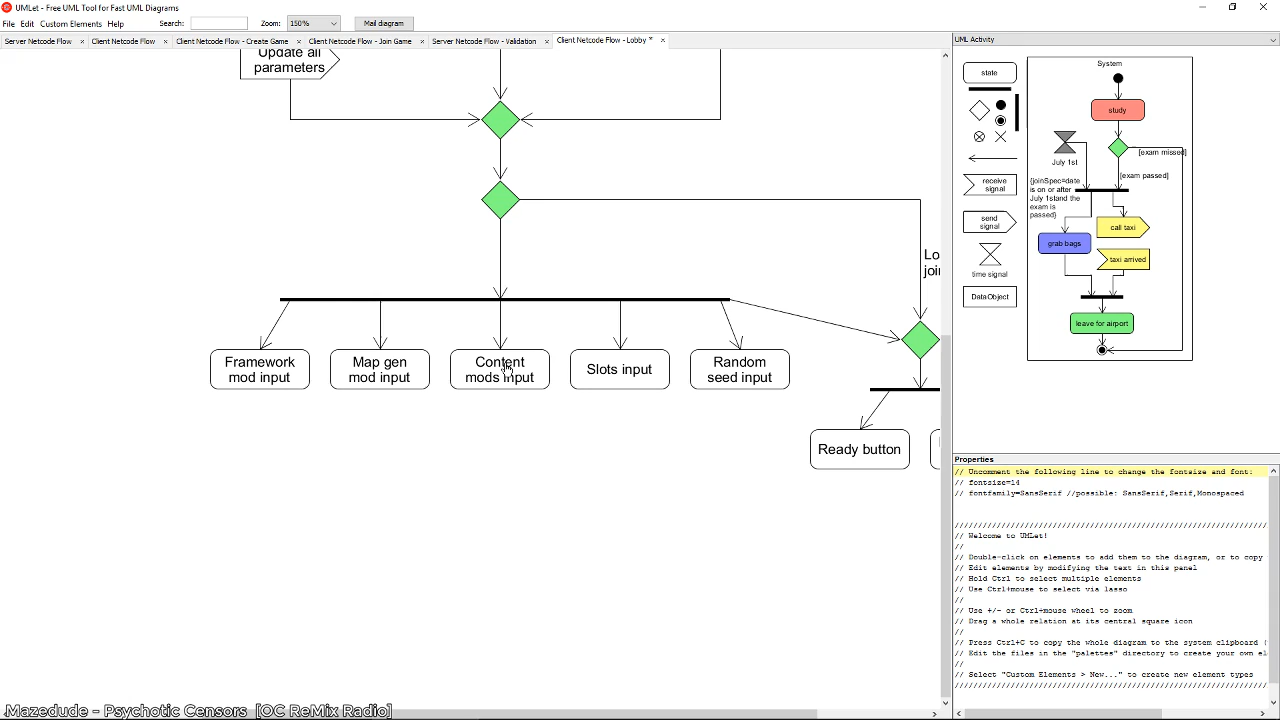 UMLet - Free UML Tool for Fast UML Diagrams
File Edit Custom Elements Help Search: Zoom: 150% Mail diagram
Server Netcode Flow Client Netcode Flow Client Netcode Flow - Create Game Client Netcode Flow - Join Game Server Netcode Flow - Validation Client Netcode Flow - Lobby *
UML Activity
Update all
parameters
Lo
joi
Framework
mod input
Map gen
mod input
Content
mods input
Slots input
Random
seed input
Ready button
state
receive
signal
send
signal
time signal
DataObject
System
study
July 1st
[exam missed]
[exam passed]
{joinSpec=date
is on or after
July 1stand the
exam is
passed}
call taxi
grab bags
taxi arrived
leave for airport
Properties
// Uncomment the following line to change the fontsize and font:
// fontsize=14
// fontfamily=SansSerif //possible: SansSerif,Serif,Monospaced
//////////////////////////////////////////////////////////////////
// Welcome to UMLet!
//
// Double-click on elements to add them to the diagram, or to copy
// Edit elements by modifying the text in this panel
// Hold Ctrl to select multiple elements
// Use Ctrl+mouse to select via lasso
//
// Use +/- or Ctrl+mouse wheel to zoom
// Drag a whole relation at its central square icon
//
// Press Ctrl+C to copy the whole diagram to the system clipboard (
// Edit the files in the "palettes" directory to create your own el
//
// Select "Custom Elements > New..." to create new element types
//////////////////////////////////////////////////////////////////
Mazedude - Psychotic Censors [OC ReMix Radio]